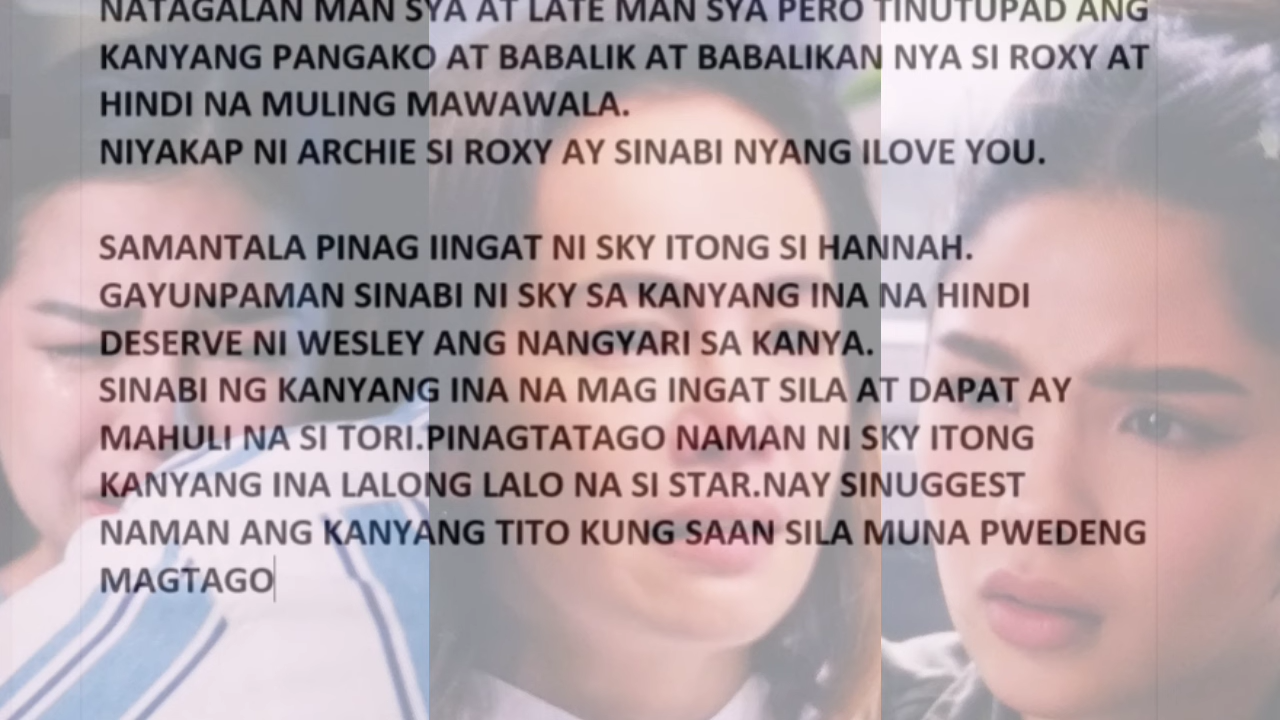 NATAGALAN MAN SYA AT LATE MAN SYA PERO TINUTUPAD ANG
KANYANG PANGAKO AT BABALIK AT BABALIKAN NYA SI ROXY AT
HINDI NA MULING MAWAWALA.
NIYAKAP NI ARCHIE SI ROXY AY SINABI NYANG ILOVE YOU.
SAMANTALA PINAG IINGAT NI SKY ITONG SI HANNAH.
GAYUNPAMAN SINABI NI SKY SA KANYANG INA NA HINDI
DESERVE NI WESLEY ANG NANGYARI SA KANYA.
SINABI NG KANYANG INA NA MAG INGAT SILA AT DAPAT AY
MAHULI NA SI TORI.PINAGTATAGO NAMAN NI SKY ITONG
KANYANG INA LALONG LALO NA SI STAR.NAY SINUGGEST
NAMAN ANG KANYANG TITO KUNG SAAN SILA MUNA PWEDENG
MAGTAGO